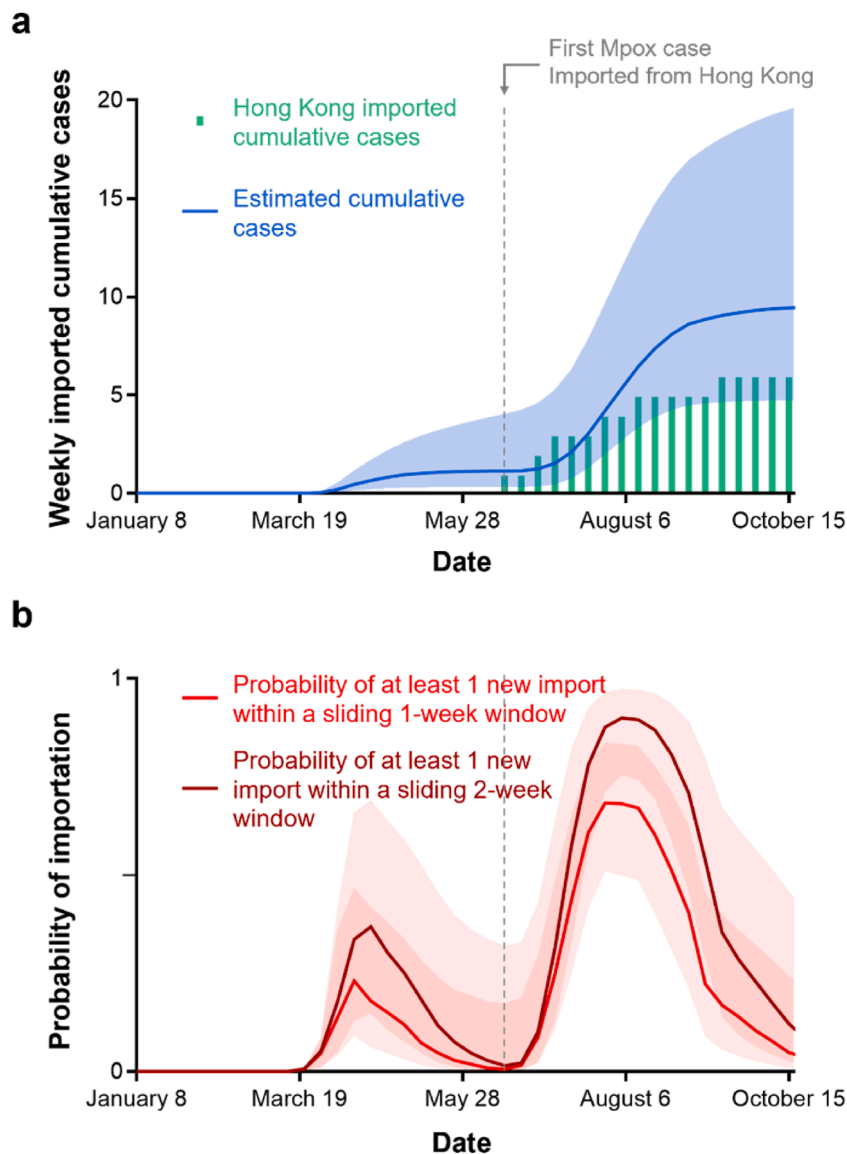 a
First Mpox case
Imported from Hong Kong
Weekly imported cumulative cases
20
15
10
5
0
Hong Kong imported
cumulative cases
Estimated cumulative
cases
January 8
March 19
May 28
August 6
October 15
Date
b
Probability of importation
1
0
Probability of at least 1 new import
within a sliding 1-week window
Probability of at least 1 new
import within a sliding 2-week
window
January 8
March 19
May 28
August 6
October 15
Date